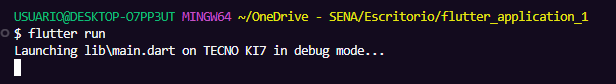 USUARIO@DESKTOP-O7PP3UT MINGW64 ~/OneDrive - SENA/Escritorio/flutter_application_1
$ flutter run
Launching lib\main.dart on TECNO KI7 in debug mode...